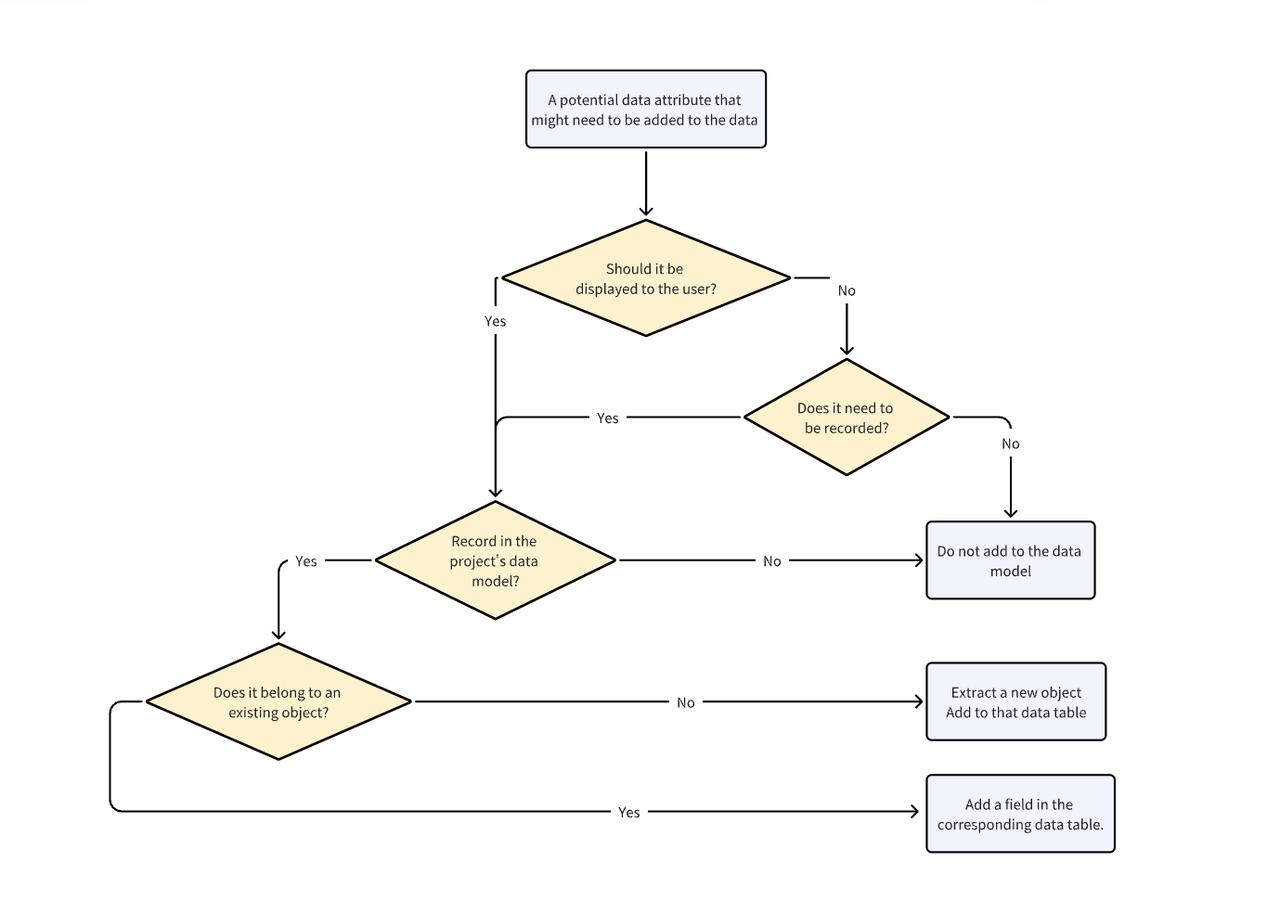 A potential data attribute that
might need to be added to the data
Should it be
displayed to the user?
No
Yes
Does it need to
be recorded?
Yes
No
Record in the
project's data
model?
Yes
No
Do not add to the data
model
Does it belong to an
existing object?
No
Extract a new object
Add to that data table
Yes
Add a field in the
corresponding data table.